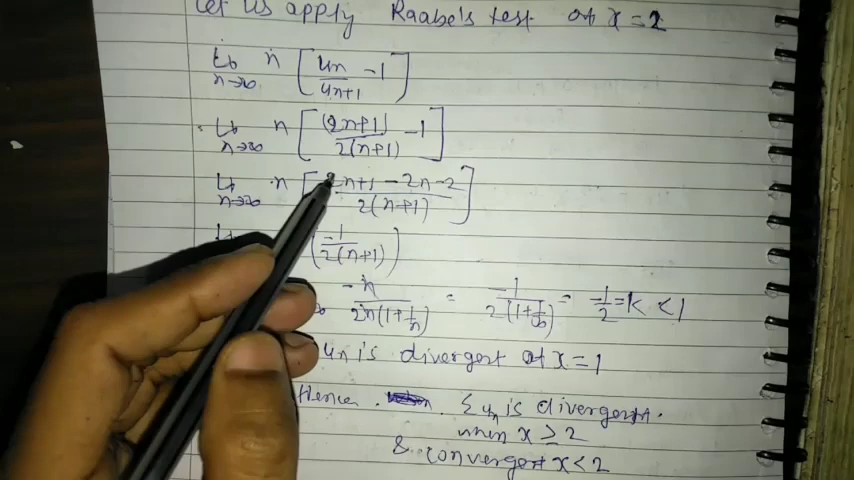 Let us apply Raabe's test at x = 2
Lt n→∞ n [ un/un+1 - 1 ]
Lt n→∞ n [ (2n+1)/2(n+1) - 1 ]
Lt n→∞ n [ 2n+1 - 2n - 2/2(n+1) ]
Lt ( -1/2(n+1) )
-n/2n(1+1/n) = -1/2(1+1/∞) = -1/2 = k < 1
un is divergent at x = 1
Hence . Σun is divergent.
when x ≥ 2
& convergent x < 2